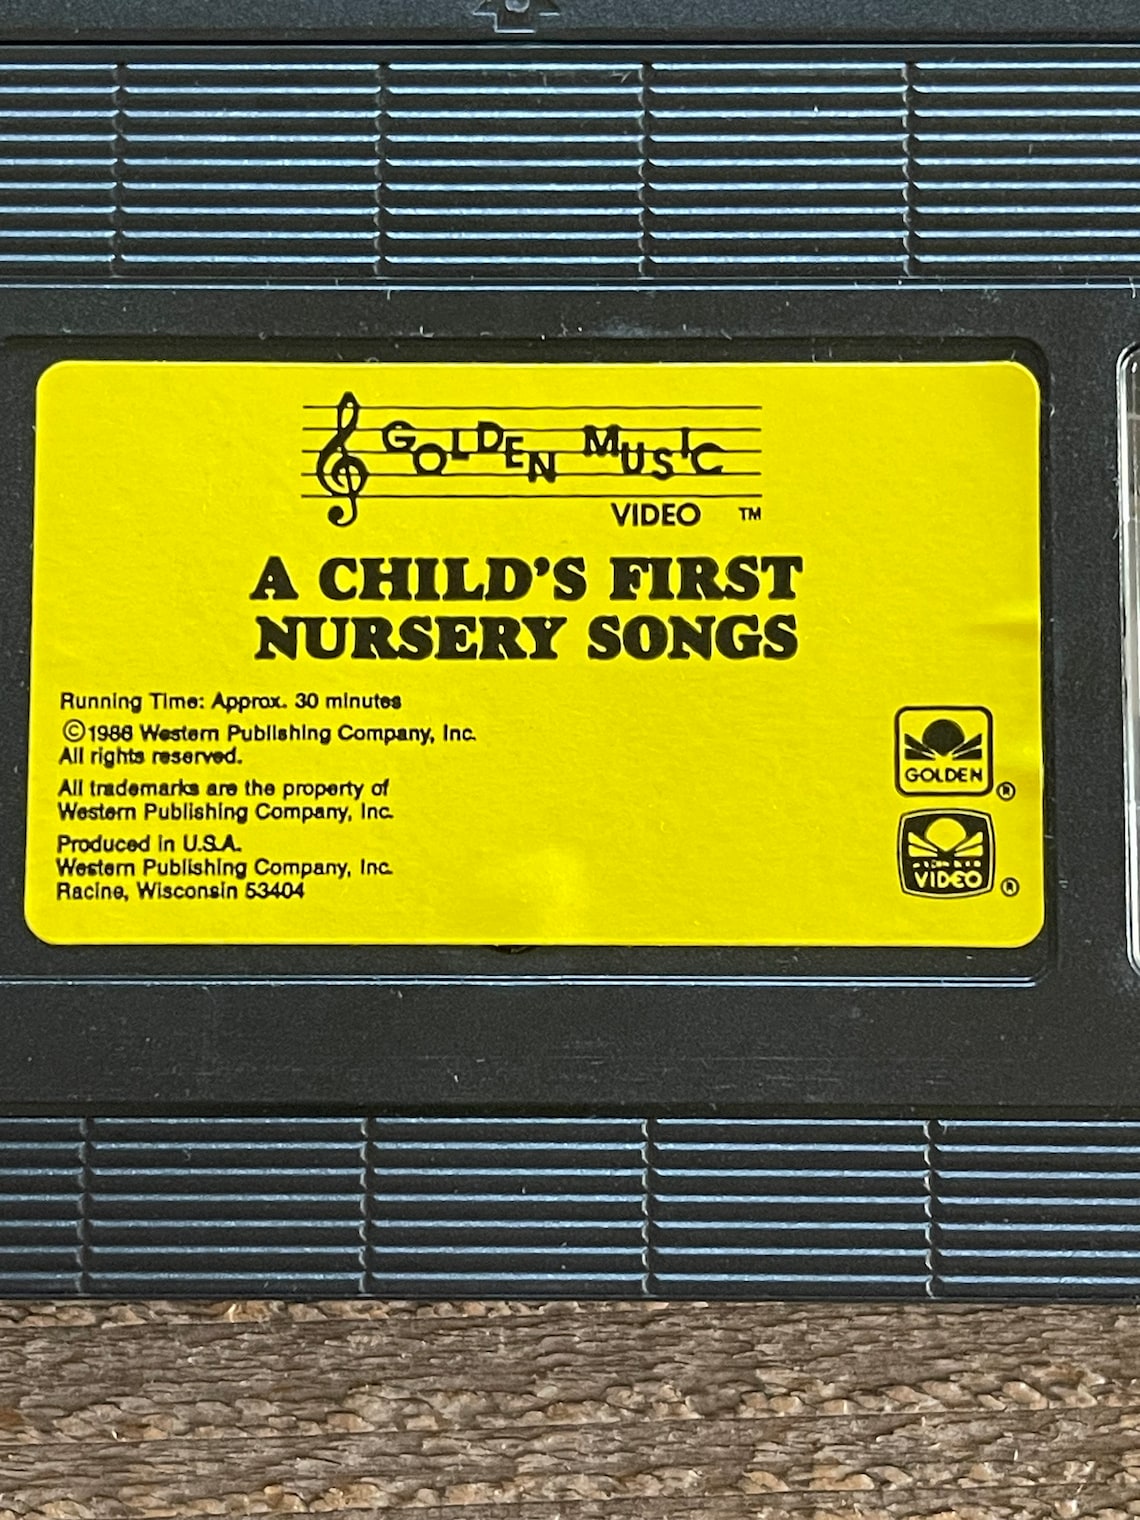 GOLDEN MUSIC
VIDEO ™
A CHILD'S FIRST
NURSERY SONGS
Running Time: Approx. 30 minutes
©1986 Western Publishing Company, Inc.
All rights reserved.
All trademarks are the property of
Western Publishing Company, Inc.
Produced in U.S.A.
Western Publishing Company, Inc.
Racine, Wisconsin 53404
GOLDEN ®
VIDEO ®